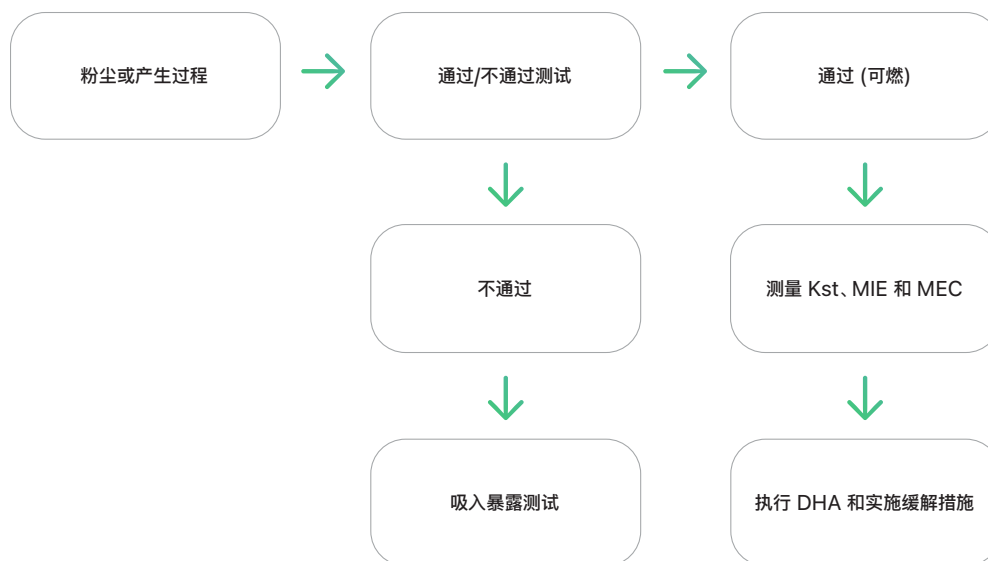 粉尘或产生过程
通过/不通过测试
通过 (可燃)
不通过
测量 Kst、MIE 和 MEC
吸入暴露测试
执行 DHA 和实施缓解措施